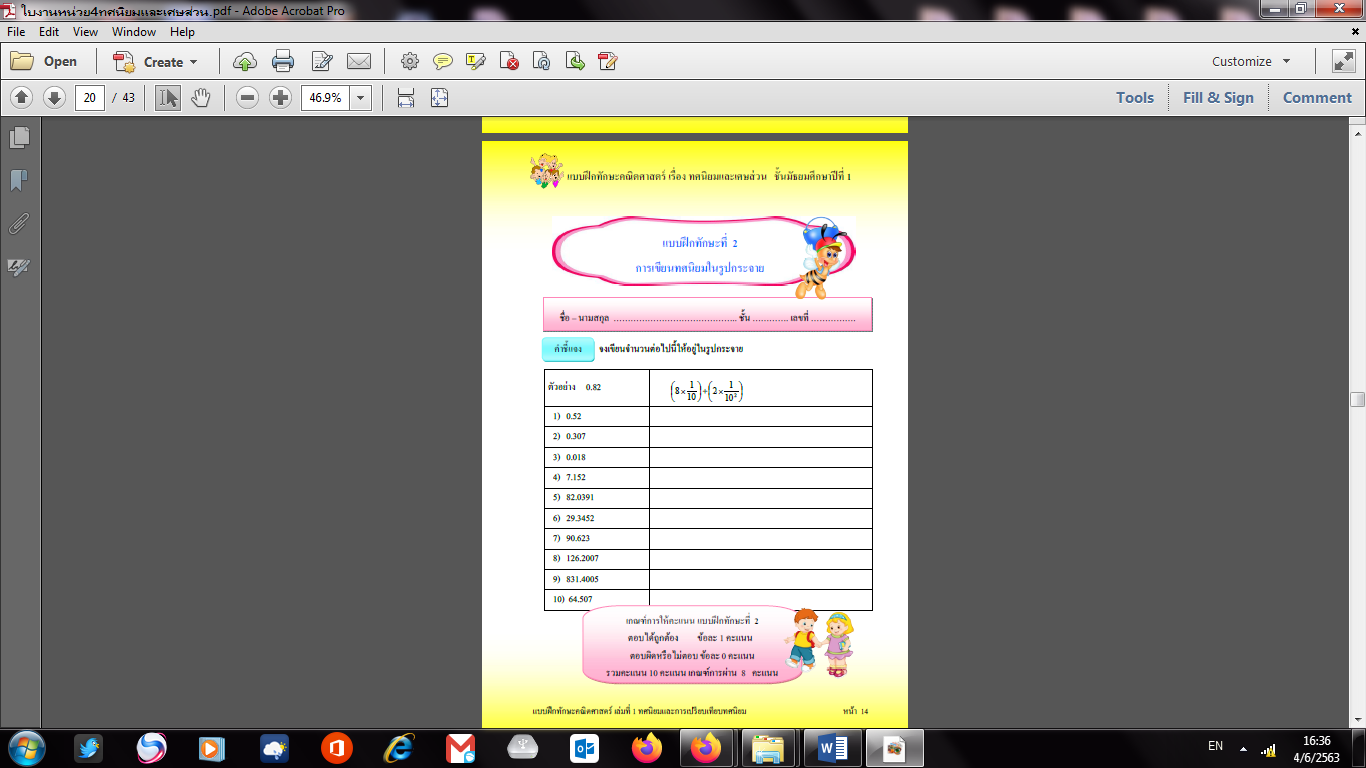 ใบงานหน่วย4ทศนิยมและเศษส่วน.pdf - Adobe Acrobat Pro
File Edit View Window Help
Open Create Customize
20 / 43 46.9% Tools Fill & Sign Comment
แบบฝึกทักษะคณิตศาสตร์ เรื่อง ทศนิยมและเศษส่วน ชั้นมัธยมศึกษาปีที่ 1
แบบฝึกทักษะที่ 2
การเขียนทศนิยมในรูปกระจาย
ชื่อ – นามสกุล ........................................... ชั้น ............. เลขที่ ................
คำชี้แจง จงเขียนจำนวนต่อไปนี้ให้อยู่ในรูปกระจาย
ตัวอย่าง 0.82 (8×1/10)+(2×1/10²)
1) 0.52
2) 0.307
3) 0.018
4) 7.152
5) 82.0391
6) 29.3452
7) 90.623
8) 126.2007
9) 831.4005
10) 64.507
เกณฑ์การให้คะแนน แบบฝึกทักษะที่ 2
ตอบได้ถูกต้อง ข้อละ 1 คะแนน
ตอบผิดหรือไม่ตอบ ข้อละ 0 คะแนน
รวมคะแนน 10 คะแนน เกณฑ์การผ่าน 8 คะแนน
แบบฝึกทักษะคณิตศาสตร์ เล่มที่ 1 ทศนิยมและการเปรียบเทียบทศนิยม หน้า 14
EN 16:36
4/6/2563